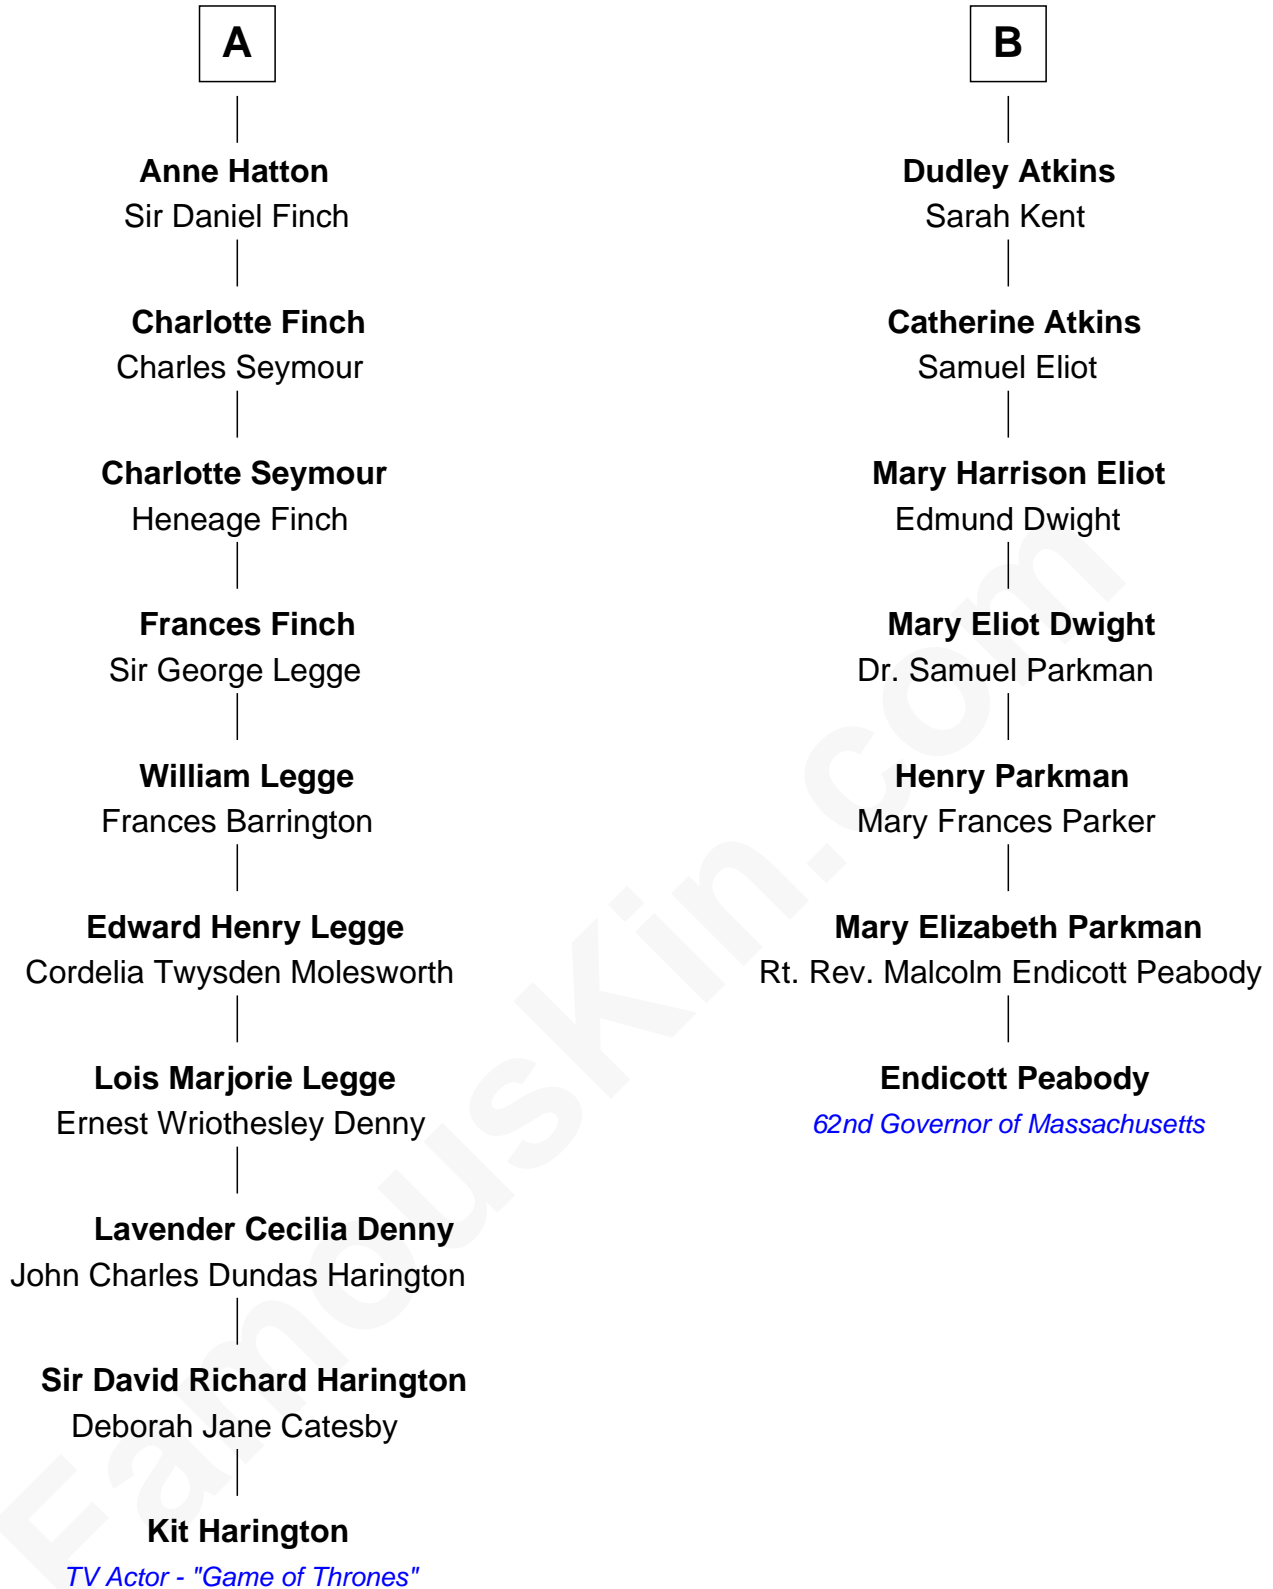 A
Anne Hatton
Sir Daniel Finch
Charlotte Finch
Charles Seymour
Charlotte Seymour
Heneage Finch
Frances Finch
Sir George Legge
William Legge
Frances Barrington
Edward Henry Legge
Cordelia Twysden Molesworth
Lois Marjorie Legge
Ernest Wriothesley Denny
Lavender Cecilia Denny
John Charles Dundas Harington
Sir David Richard Harington
Deborah Jane Catesby
Kit Harington
TV Actor - "Game of Thrones"
B
Dudley Atkins
Sarah Kent
Catherine Atkins
Samuel Eliot
Mary Harrison Eliot
Edmund Dwight
Mary Eliot Dwight
Dr. Samuel Parkman
Henry Parkman
Mary Frances Parker
Mary Elizabeth Parkman
Rt. Rev. Malcolm Endicott Peabody
Endicott Peabody
62nd Governor of Massachusetts
FamousKin.com